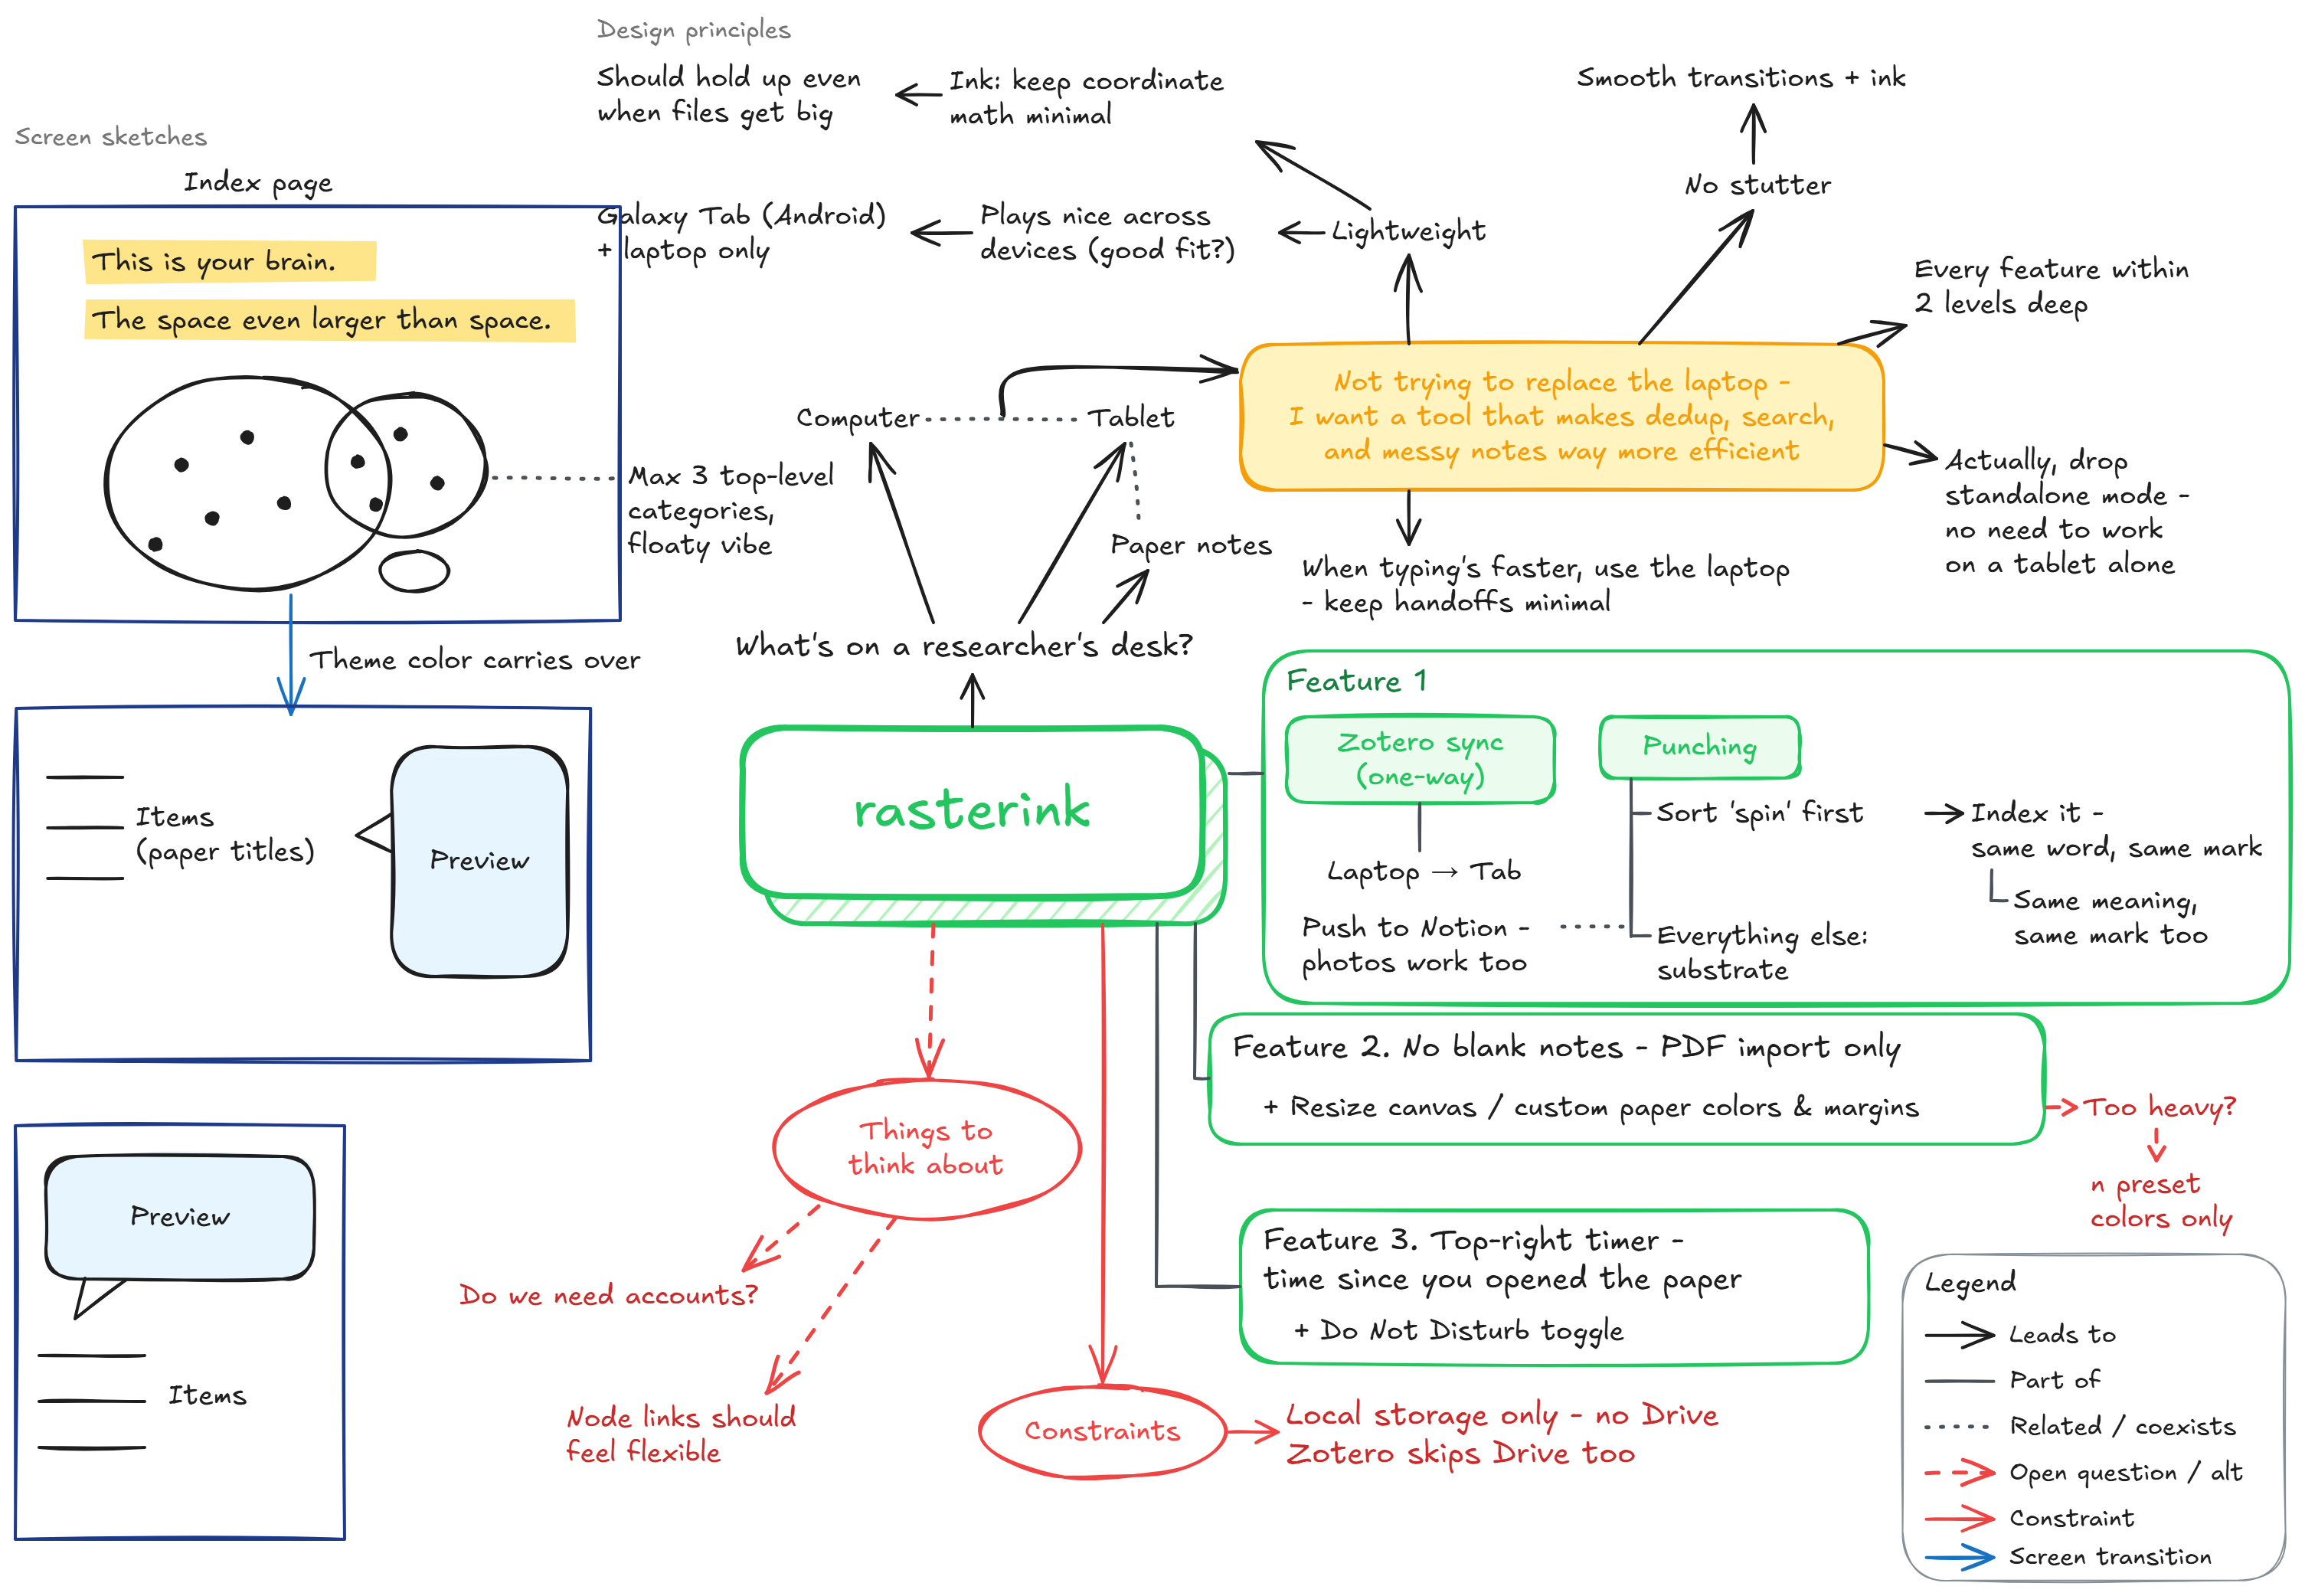 Design principles
Should hold up even
when files get big
Ink: keep coordinate
math minimal
Smooth transitions + ink
No stutter
Galaxy Tab (Android)
+ laptop only
Plays nice across
devices (good fit?)
Lightweight
Every feature within
2 levels deep
Screen sketches
Index page
This is your brain.
The space even larger than space.
Max 3 top-level
categories,
floaty vibe
Theme color carries over
Items
(paper titles)
Preview
Preview
Items
Computer
Tablet
Paper notes
What's on a researcher's desk?
Not trying to replace the laptop -
I want a tool that makes dedup, search,
and messy notes way more efficient
Actually, drop
standalone mode -
no need to work
on a tablet alone
When typing's faster, use the laptop
- keep handoffs minimal
rasterink
Feature 1
Zotero sync
(one-way)
Laptop → Tab
Push to Notion -
photos work too
Punching
Sort 'spin' first
Index it -
same word, same mark
Same meaning,
same mark too
Everything else:
substrate
Feature 2. No blank notes - PDF import only
+ Resize canvas / custom paper colors & margins
Too heavy?
n preset
colors only
Feature 3. Top-right timer -
time since you opened the paper
+ Do Not Disturb toggle
Things to
think about
Do we need accounts?
Node links should
feel flexible
Constraints
Local storage only - no Drive
Zotero skips Drive too
Legend
Leads to
Part of
Related / coexists
Open question / alt
Constraint
Screen transition